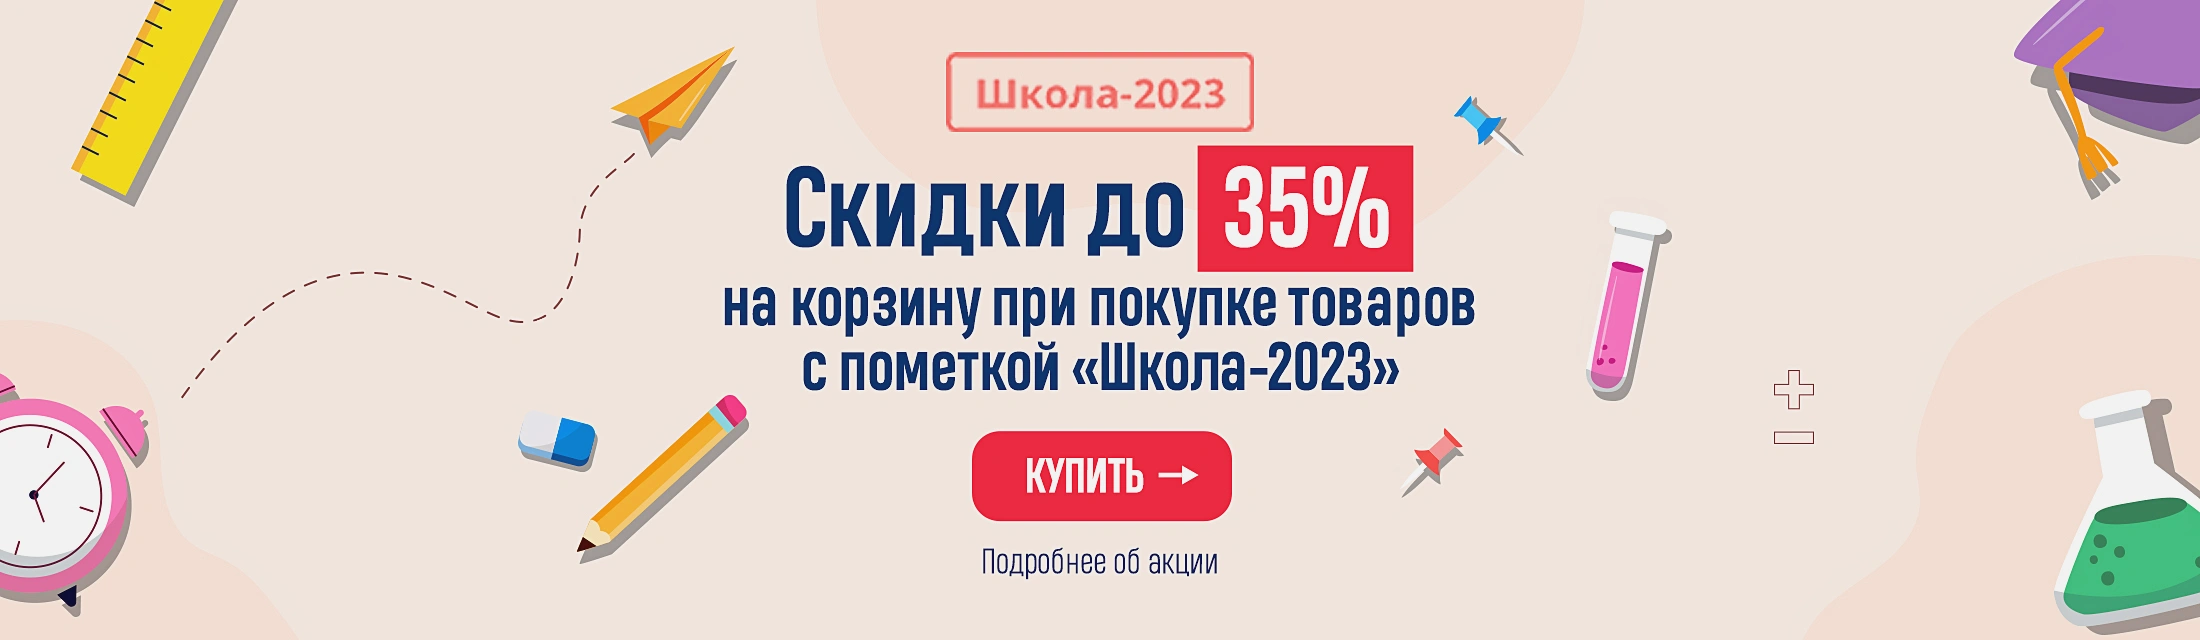 Школа-2023
Скидки до 35%
на корзину при покупке товаров
с пометкой «Школа-2023»
КУПИТЬ →
Подробнее об акции